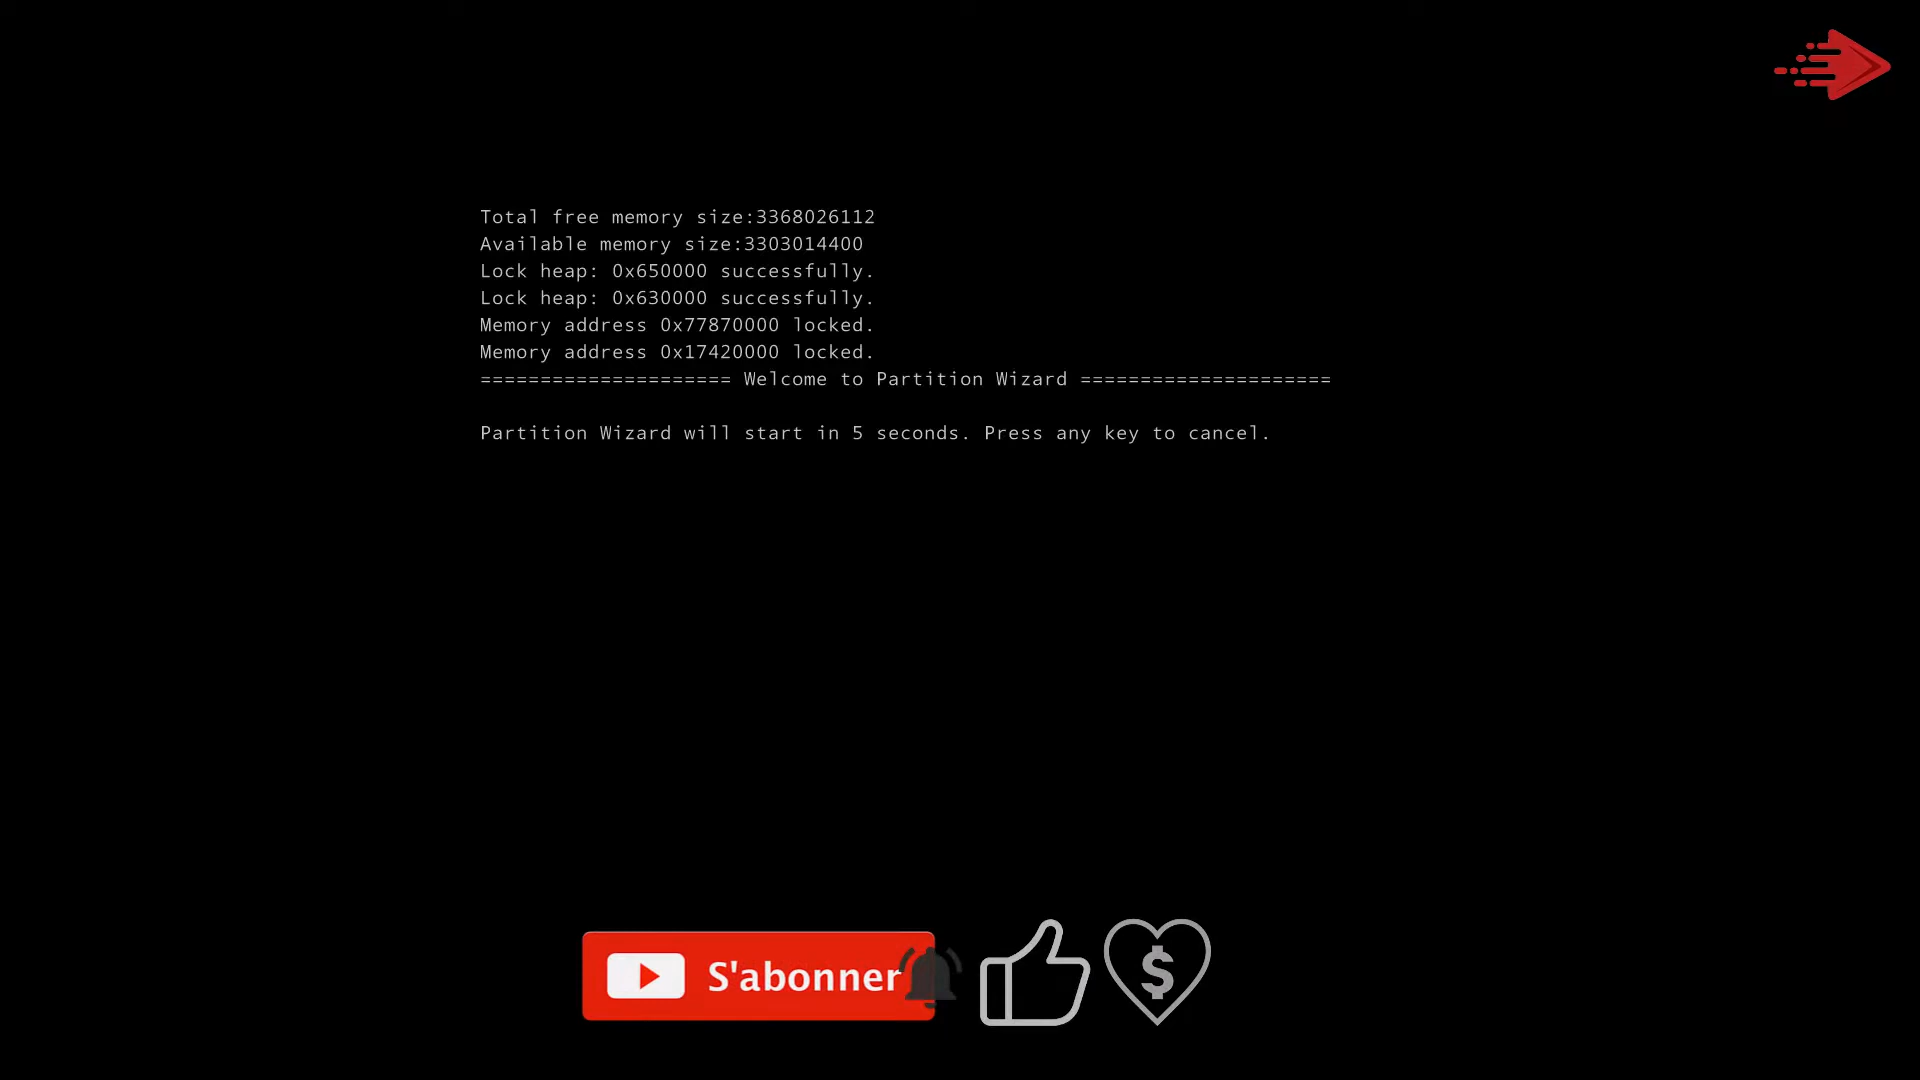 Total free memory size:3368026112
Available memory size:3303014400
Lock heap: 0x650000 successfully.
Lock heap: 0x630000 successfully.
Memory address 0x77870000 locked.
Memory address 0x17420000 locked.
===================== Welcome to Partition Wizard =====================
Partition Wizard will start in 5 seconds. Press any key to cancel.
S'abonner
$